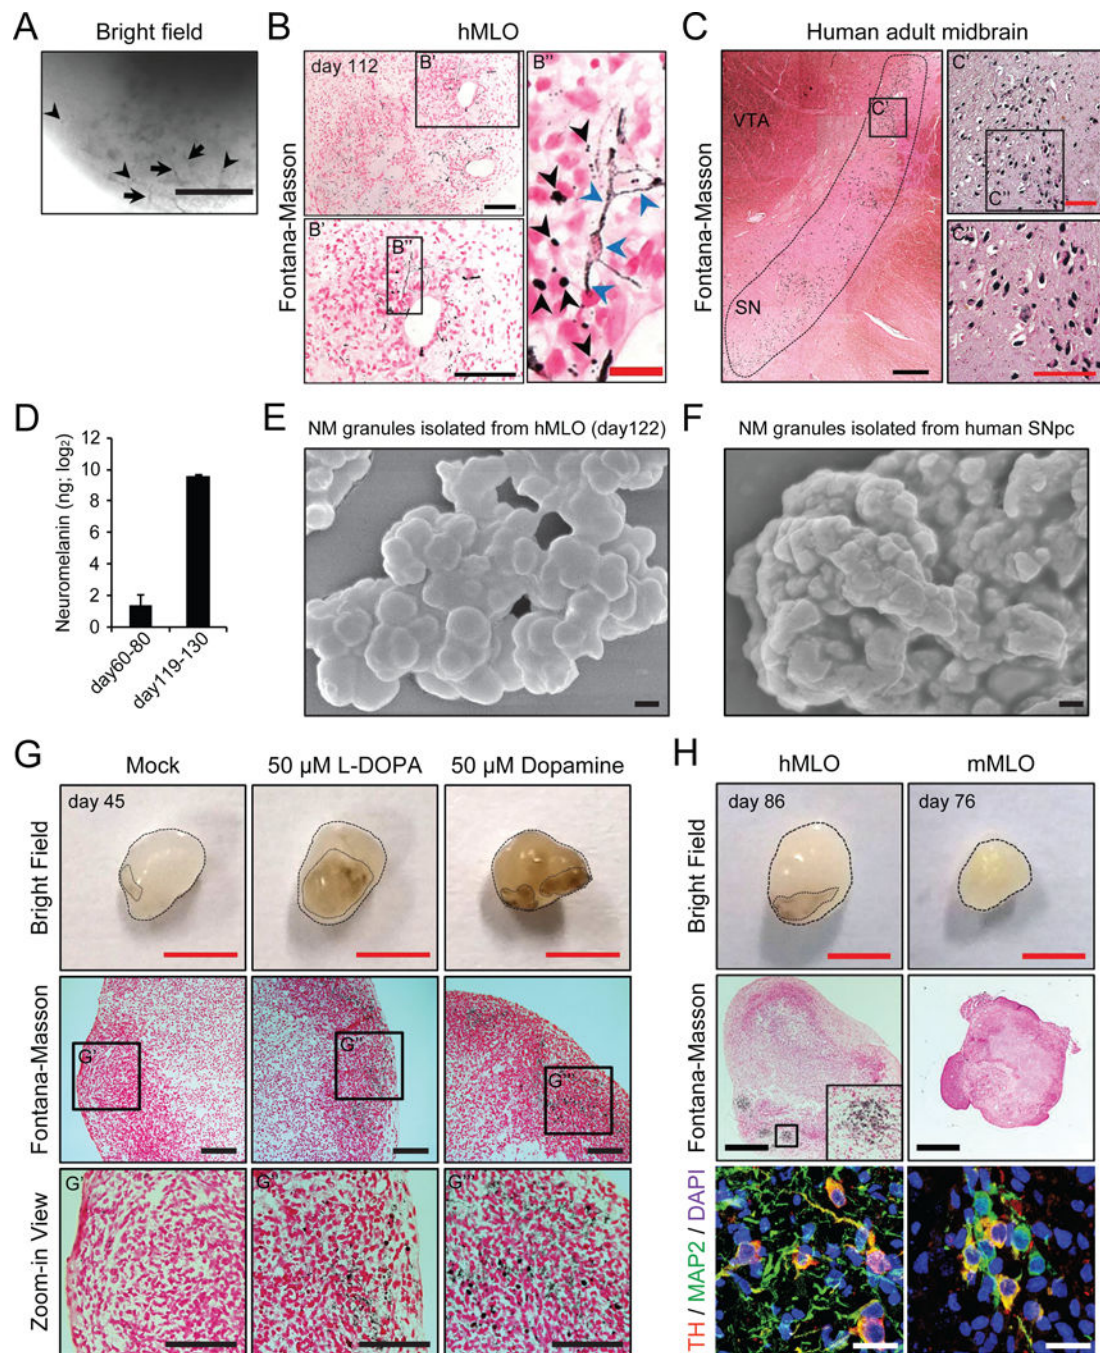 A
Bright field
B
hMLO
Fontana-Masson
day 112
B'
B'
B''
B''
C
Human adult midbrain
Fontana-Masson
VTA
SN
C'
C'
C''
C''
D
Neuromelanin (ng; log2)
12
10
8
6
4
2
0
day60-80
day119-130
E
NM granules isolated from hMLO (day122)
F
NM granules isolated from human SNpc
G
Mock
50 µM L-DOPA
50 µM Dopamine
Bright Field
day 45
Fontana-Masson
G'
G''
G'''
Zoom-in View
G'
G''
G'''
H
hMLO
mMLO
Bright Field
day 86
day 76
Fontana-Masson
TH / MAP2 / DAPI